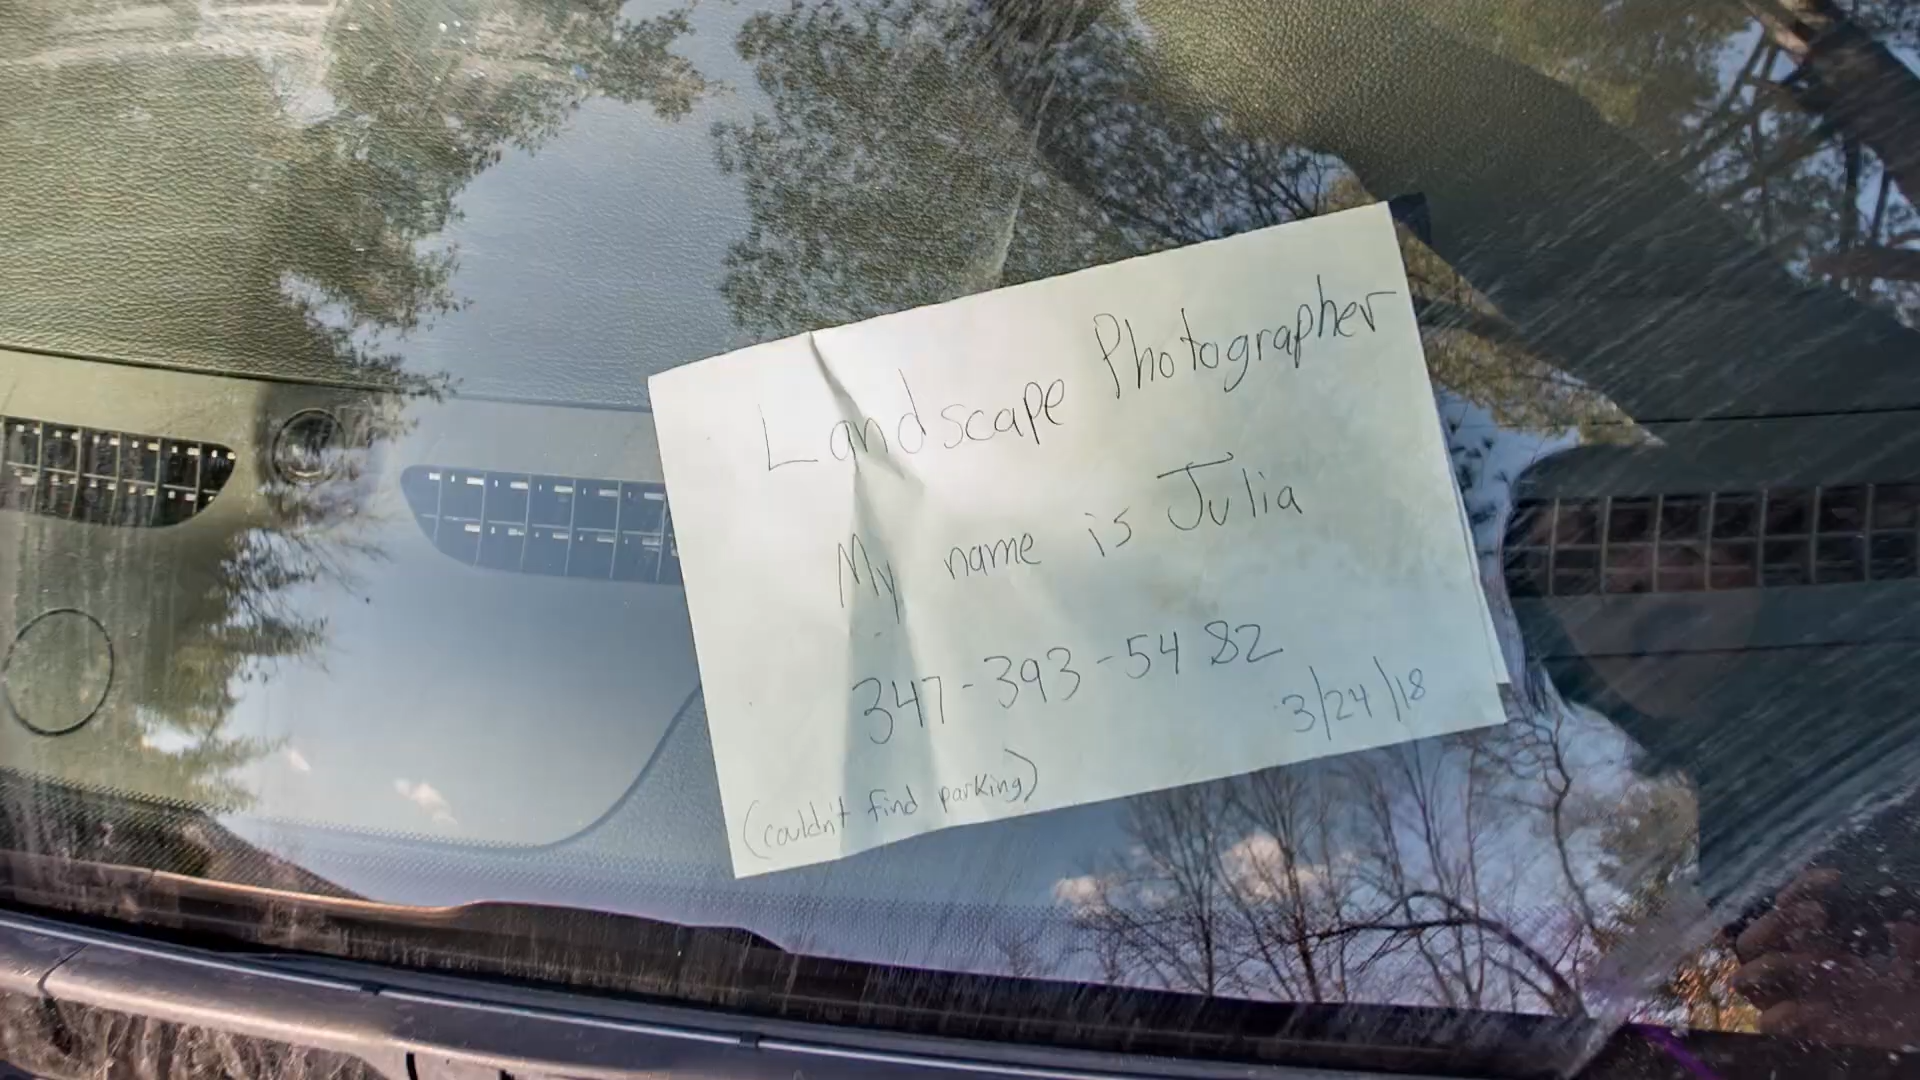 Landscape Photographer
My name is Julia
347-393-5482
3/24/18
(couldn't find parking)